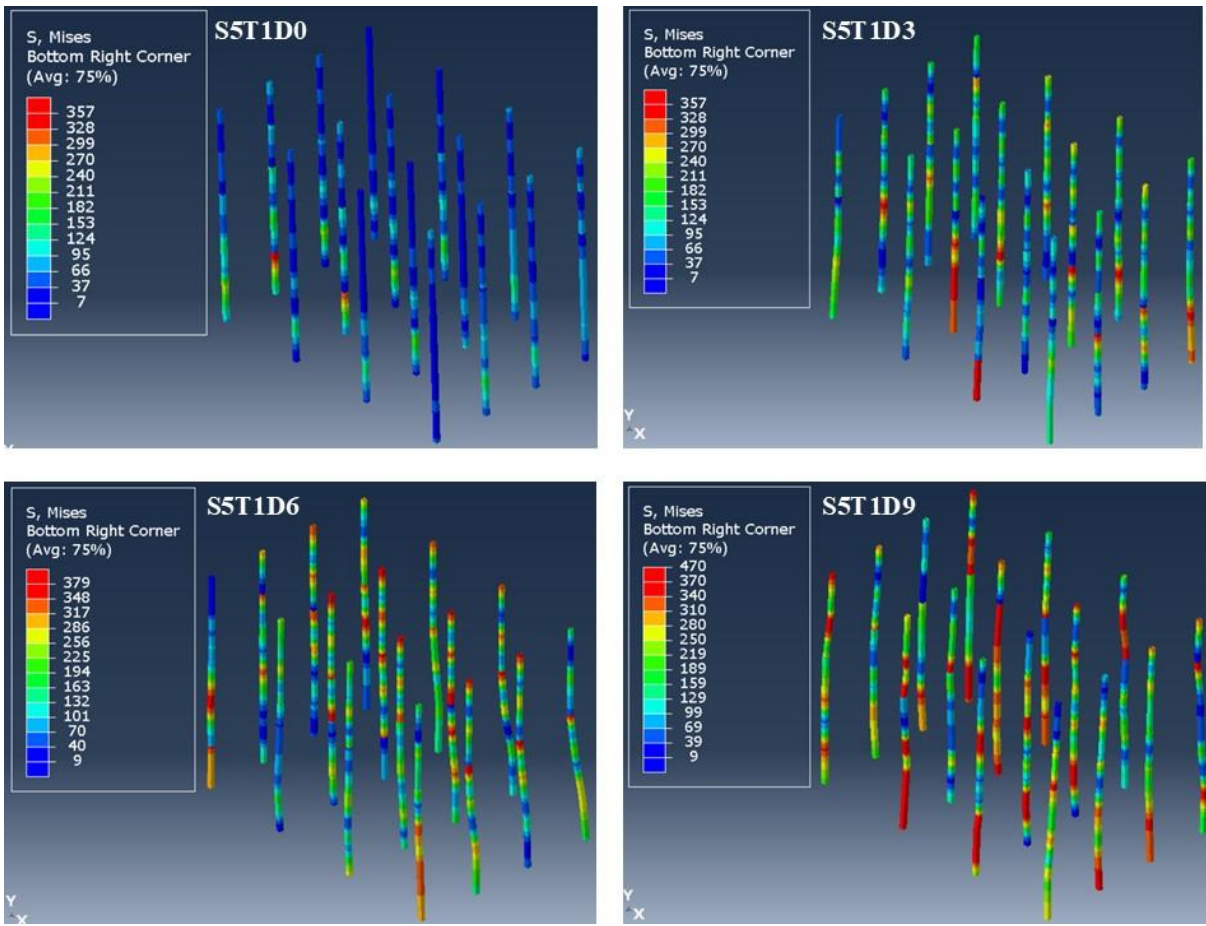 S5T1D0
S, Mises
Bottom Right Corner
(Avg: 75%)
357
328
299
270
240
211
182
153
124
95
66
37
7
S5T1D3
S, Mises
Bottom Right Corner
(Avg: 75%)
357
328
299
270
240
211
182
153
124
95
66
37
7
Y
X
S5T1D6
S, Mises
Bottom Right Corner
(Avg: 75%)
379
348
317
286
256
225
194
163
132
101
70
40
9
Y
X
S5T1D9
S, Mises
Bottom Right Corner
(Avg: 75%)
470
370
340
310
280
250
219
189
159
129
99
69
39
9
Y
X